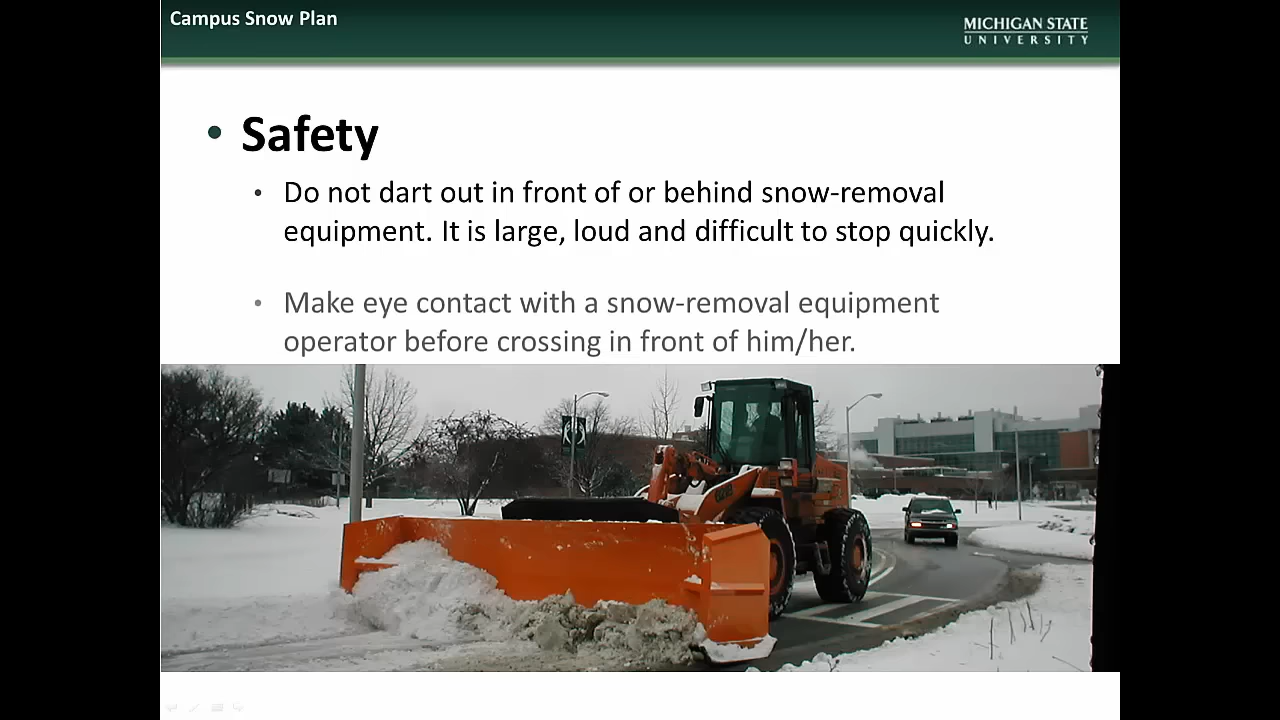 Campus Snow Plan
MICHIGAN STATE
UNIVERSITY
• Safety
• Do not dart out in front of or behind snow-removal
equipment. It is large, loud and difficult to stop quickly.
• Make eye contact with a snow-removal equipment
operator before crossing in front of him/her.